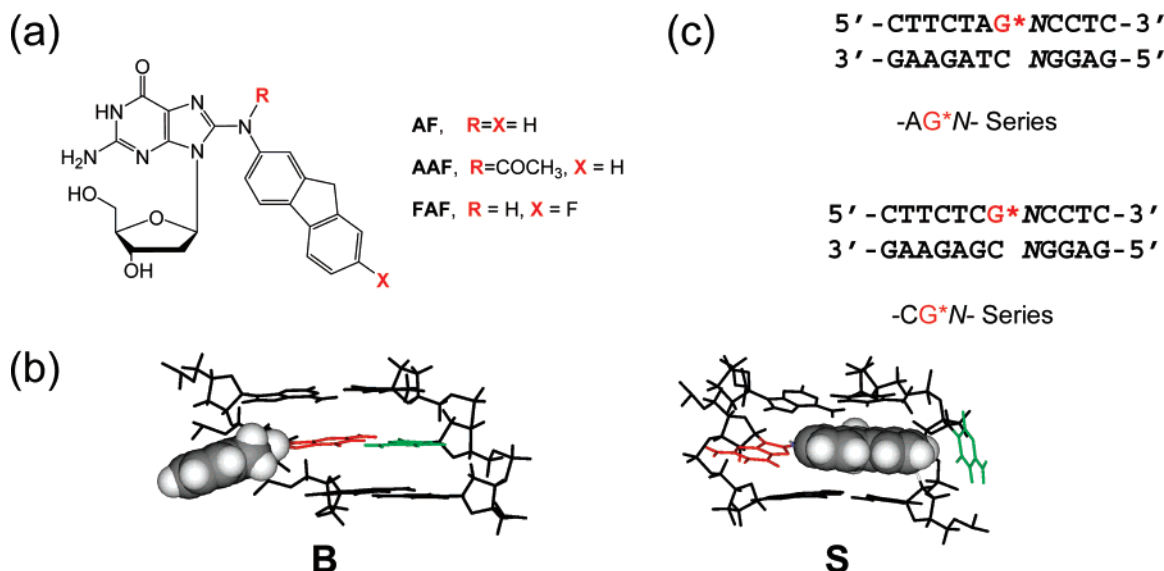 (a)
O
R
HN
N
N
H₂N
N
N
HO
O
OH
X
AF, R=X= H
AAF, R=COCH₃, X = H
FAF, R = H, X = F
(b)
B
S
(c)
5′-CTTCTAG*NCCTC-3′
3′-GAAGATC NGGAG-5′
-AG*N- Series
5′-CTTCTCG*NCCTC-3′
3′-GAAGAGC NGGAG-5′
-CG*N- Series